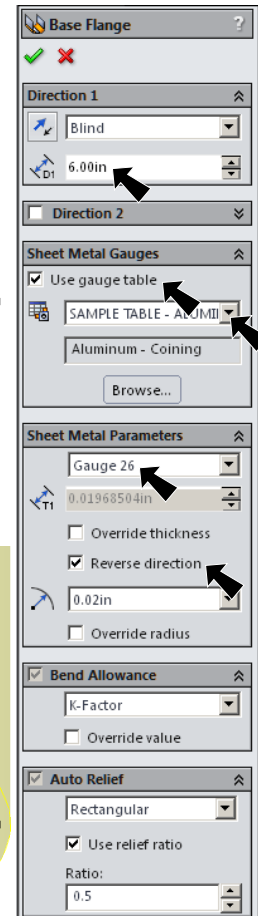 Base Flange ?
Direction 1
Blind
D1 6.00in
Direction 2
Sheet Metal Gauges
Use gauge table
SAMPLE TABLE - ALUMI
Aluminum - Coining
Browse...
Sheet Metal Parameters
Gauge 26
T1 0.01968504in
Override thickness
Reverse direction
0.02in
Override radius
Bend Allowance
K-Factor
Override value
Auto Relief
Rectangular
Use relief ratio
Ratio:
0.5